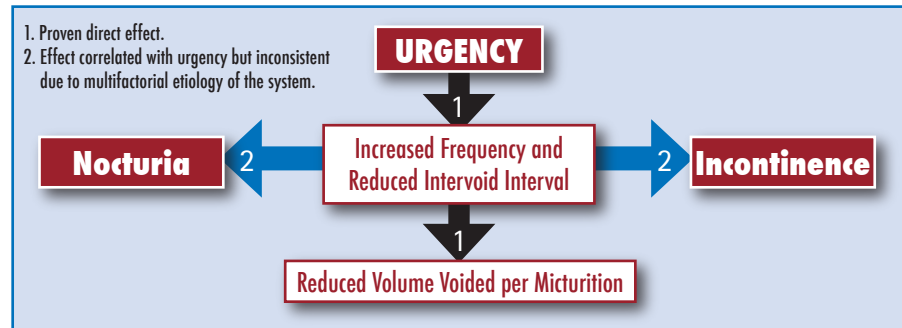 1. Proven direct effect.
2. Effect correlated with urgency but inconsistent
due to multifactorial etiology of the system.
URGENCY
1
Nocturia
2
Increased Frequency and
Reduced Intervoid Interval
2
Incontinence
1
Reduced Volume Voided per Micturition